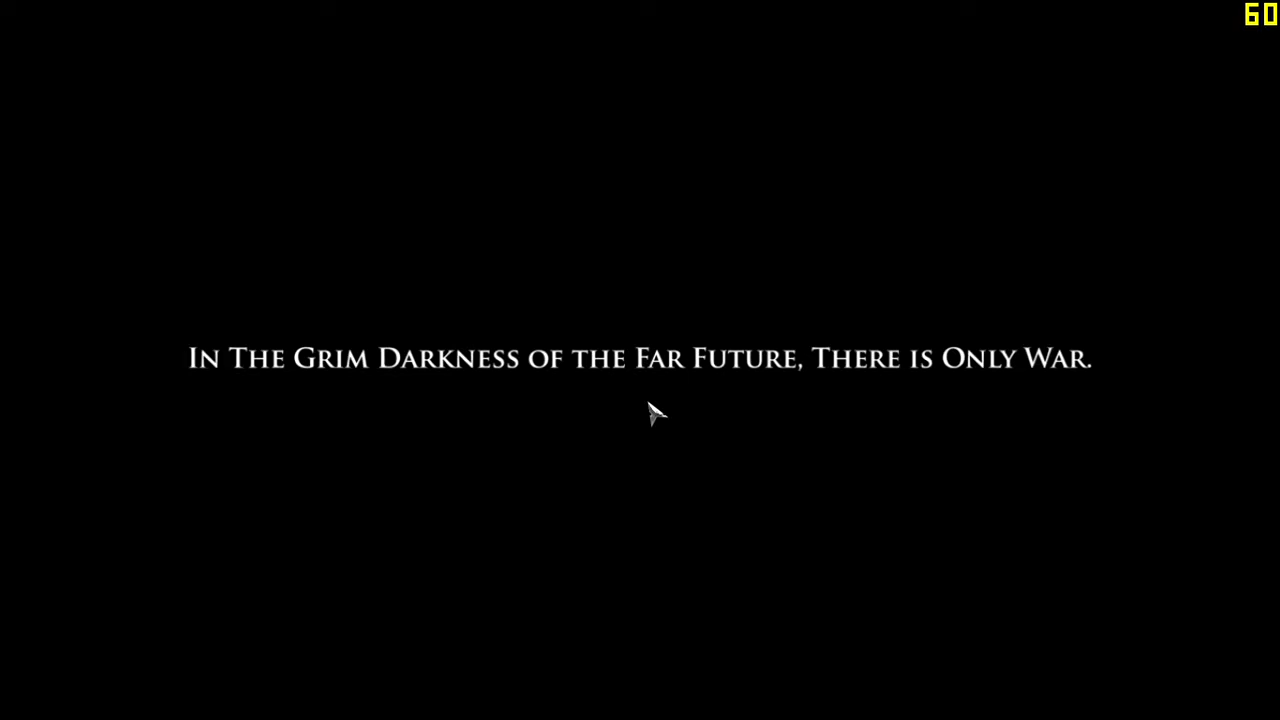 60
In The Grim Darkness of the Far Future, There is Only War.